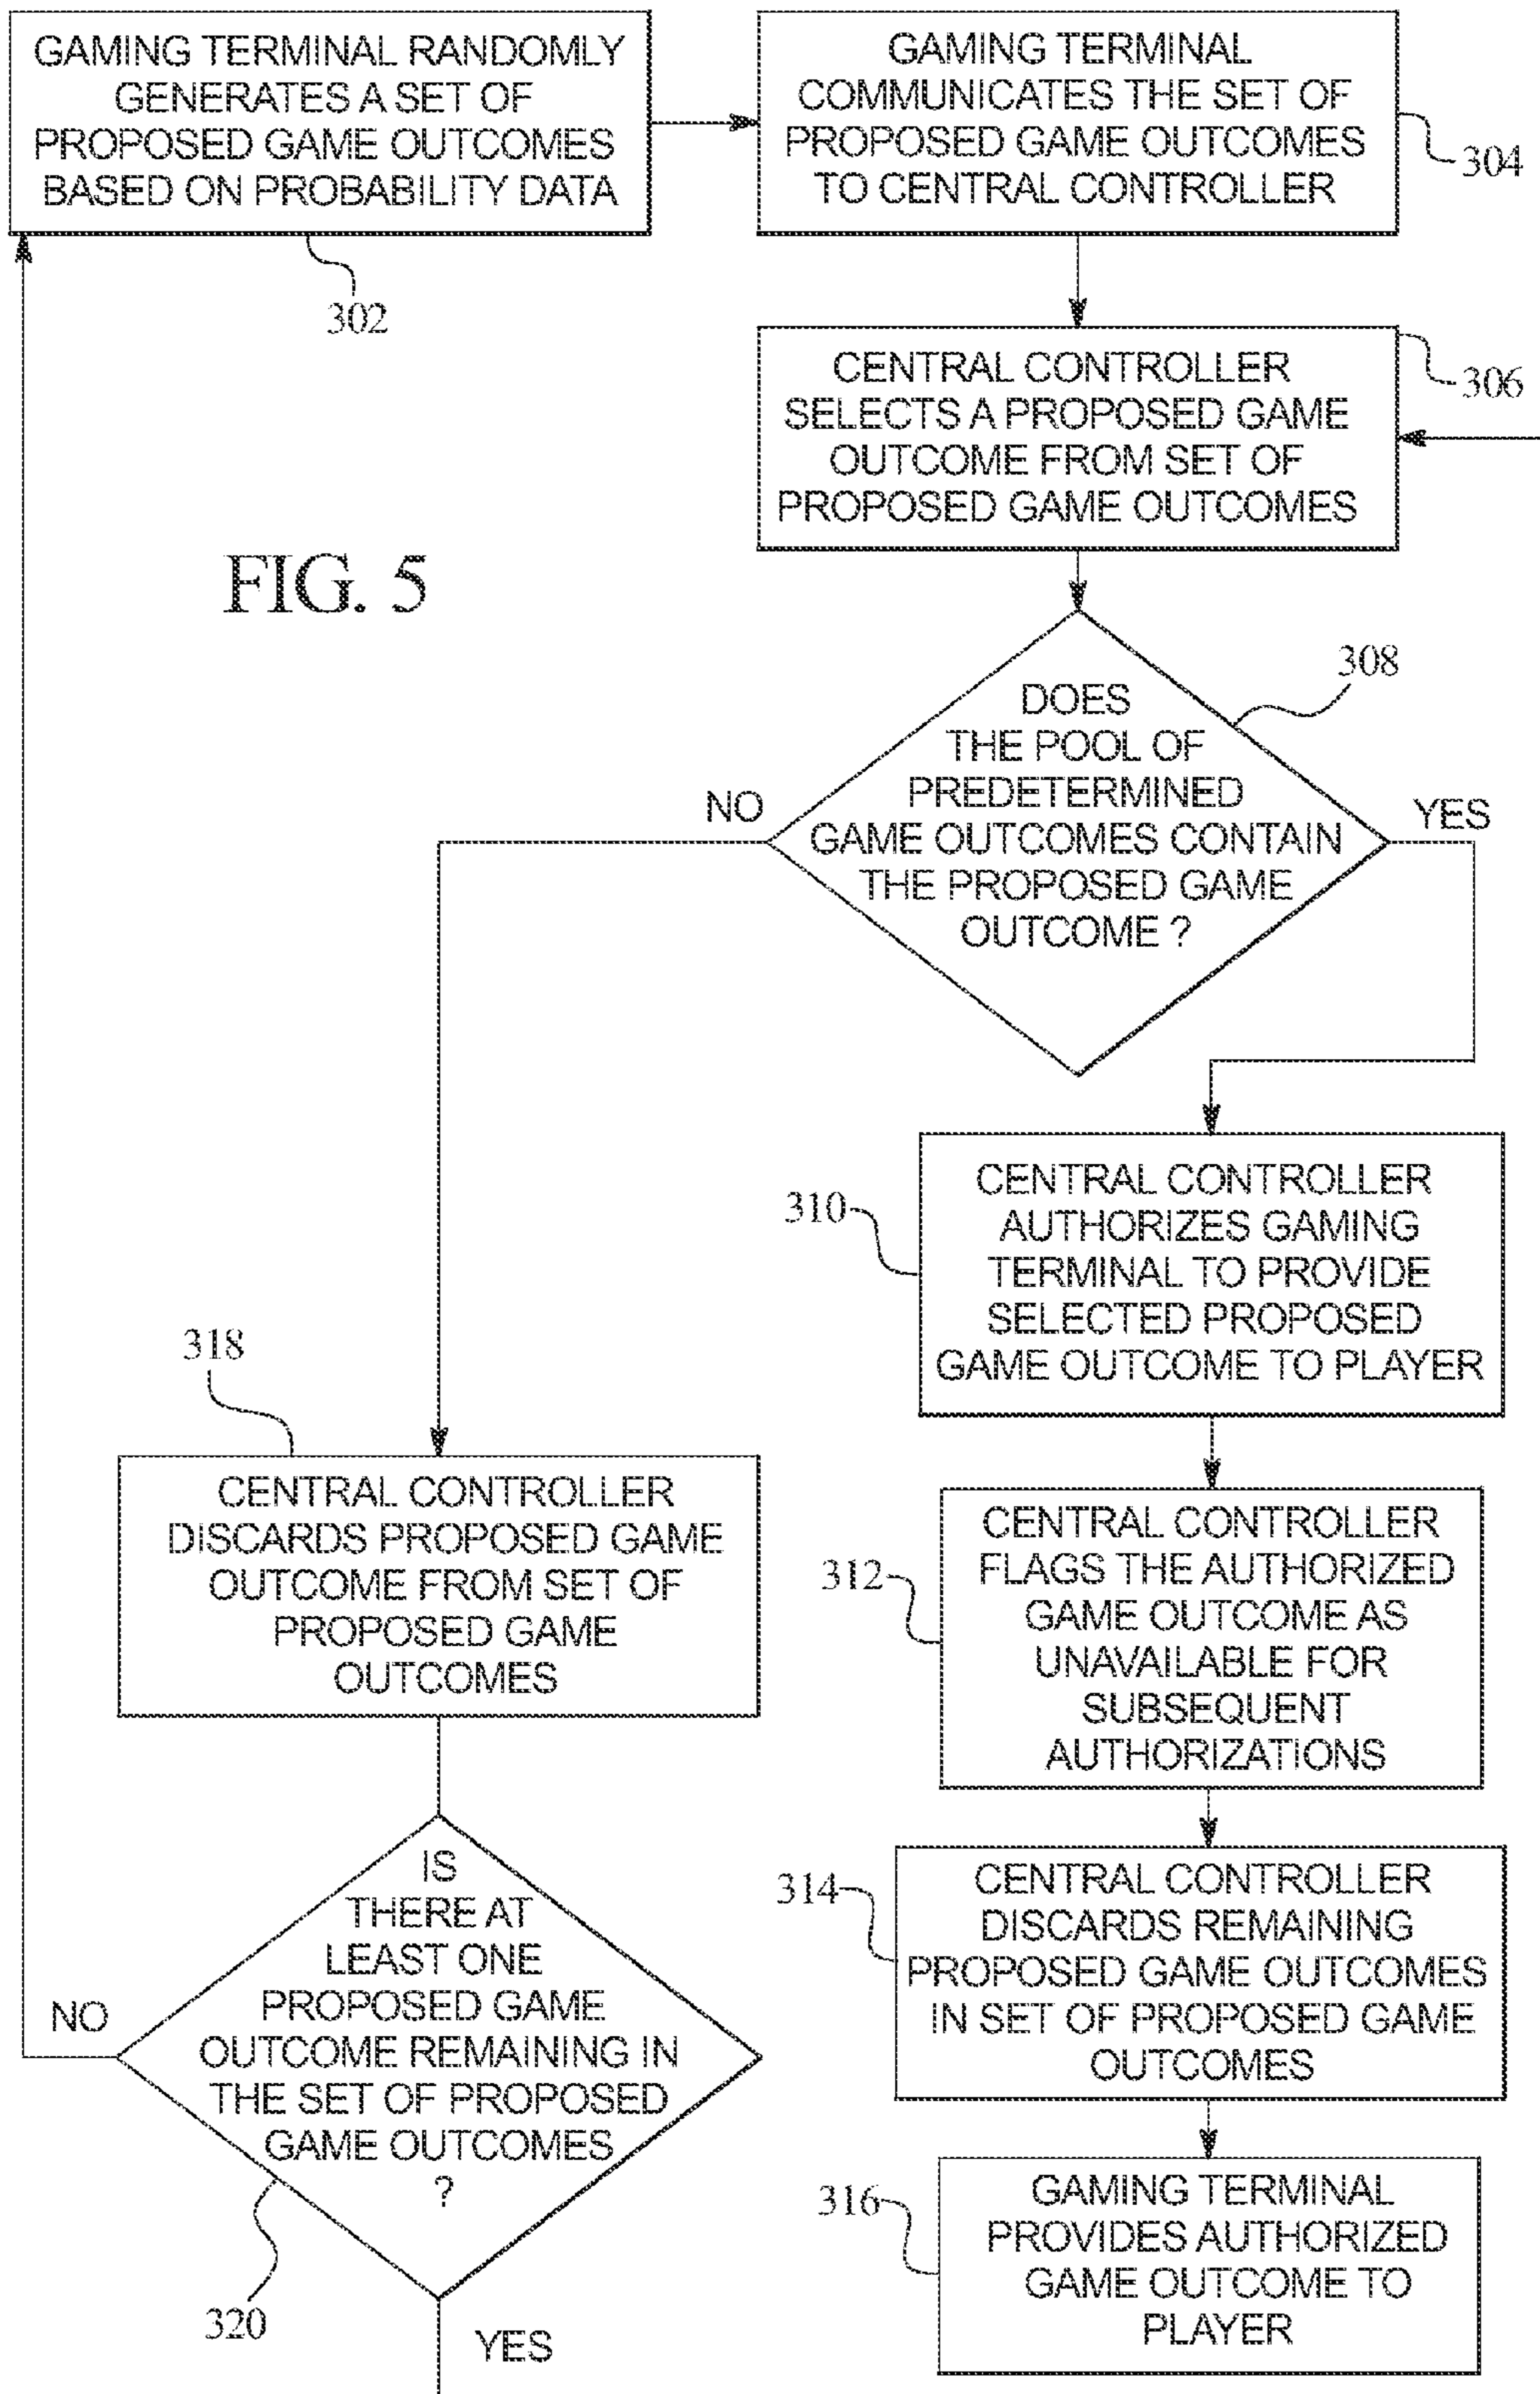 GAMING TERMINAL RANDOMLY
GENERATES A SET OF
PROPOSED GAME OUTCOMES
BASED ON PROBABILITY DATA
302
GAMING TERMINAL
COMMUNICATES THE SET OF
PROPOSED GAME OUTCOMES
TO CENTRAL CONTROLLER
304
CENTRAL CONTROLLER
SELECTS A PROPOSED GAME
OUTCOME FROM SET OF
PROPOSED GAME OUTCOMES
306
FIG. 5
DOES
THE POOL OF
PREDETERMINED
GAME OUTCOMES CONTAIN
THE PROPOSED GAME
OUTCOME ?
308
NO
YES
CENTRAL CONTROLLER
AUTHORIZES GAMING
TERMINAL TO PROVIDE
SELECTED PROPOSED
GAME OUTCOME TO PLAYER
310
CENTRAL CONTROLLER
FLAGS THE AUTHORIZED
GAME OUTCOME AS
UNAVAILABLE FOR
SUBSEQUENT
AUTHORIZATIONS
312
CENTRAL CONTROLLER
DISCARDS REMAINING
PROPOSED GAME OUTCOMES
IN SET OF PROPOSED GAME
OUTCOMES
314
GAMING TERMINAL
PROVIDES AUTHORIZED
GAME OUTCOME TO
PLAYER
316
318
CENTRAL CONTROLLER
DISCARDS PROPOSED GAME
OUTCOME FROM SET OF
PROPOSED GAME
OUTCOMES
IS
THERE AT
LEAST ONE
PROPOSED GAME
OUTCOME REMAINING IN
THE SET OF PROPOSED
GAME OUTCOMES
?
NO
320
YES